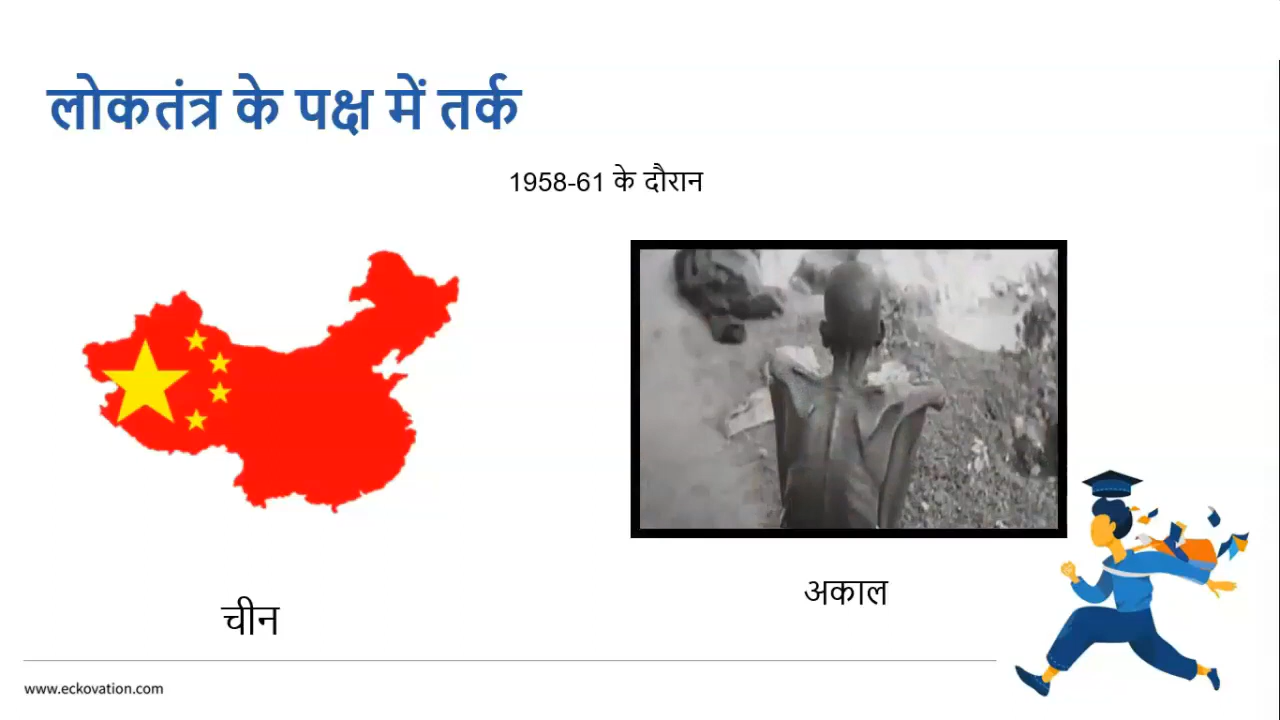 लोकतंत्र के पक्ष में तर्क
1958-61 के दौरान
चीन
अकाल
www.eckovation.com